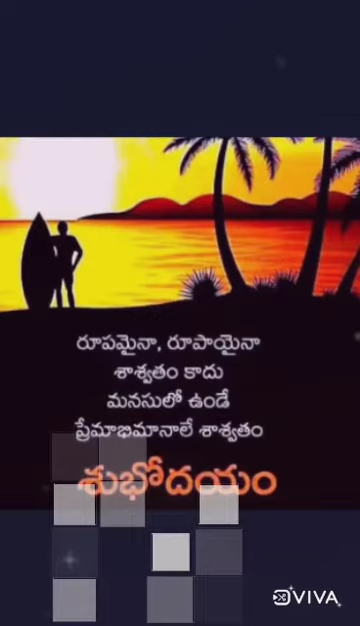 రూపమైనా, రూపాయైనా
శాశ్వతం కాదు
మనసులో ఉండే
ప్రేమాభిమానాలే శాశ్వతం
శుభోదయం
VIVA